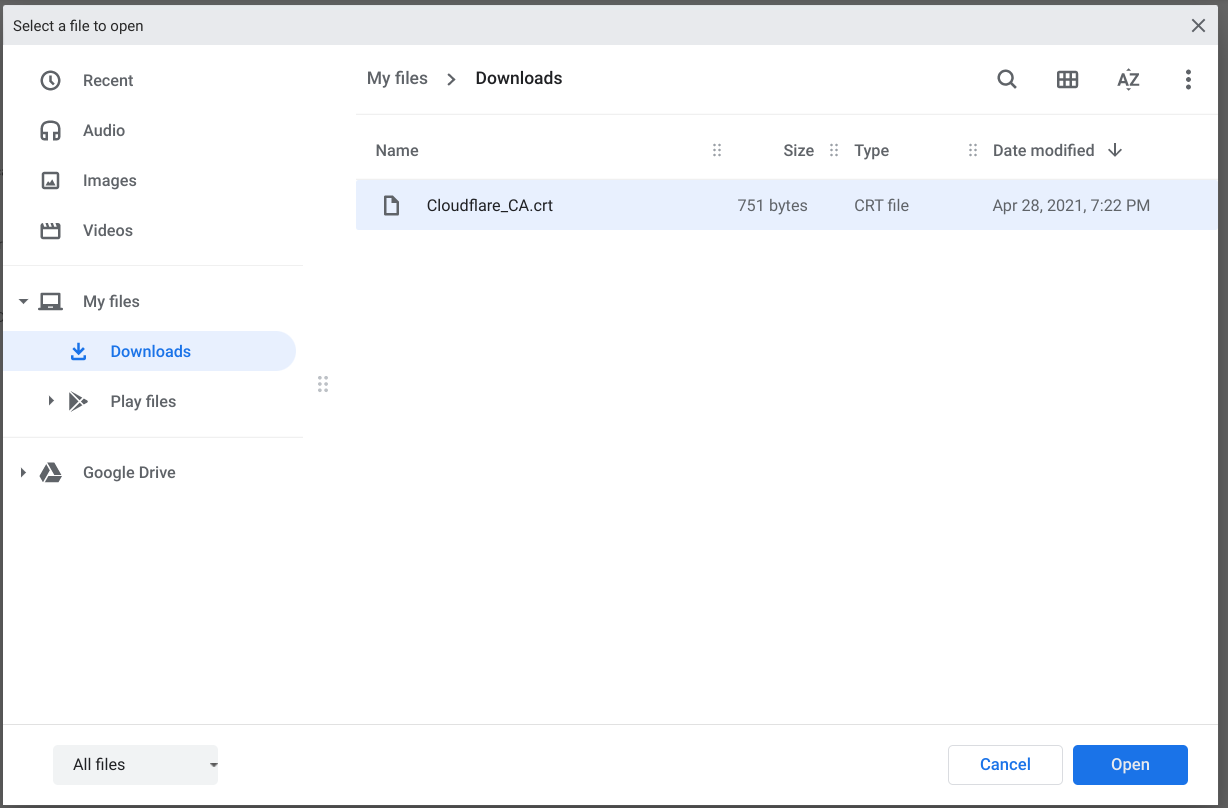 Select a file to open
Recent
Audio
Images
Videos
My files
Downloads
Play files
Google Drive
My files > Downloads
AZ
Name Size Type Date modified
Cloudflare_CA.crt 751 bytes CRT file Apr 28, 2021, 7:22 PM
All files Cancel Open